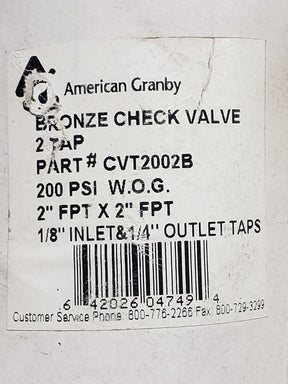 American Granby
BRONZE CHECK VALVE
2 TAP
PART# CVT2002B
200 PSI W.O.G.
2" FPT X 2" FPT
1/8" INLET&1/4" OUTLET TAPS
6 42026 04749 4
Customer Service Phone: 800-776-2266 Fax: 800-729-3299